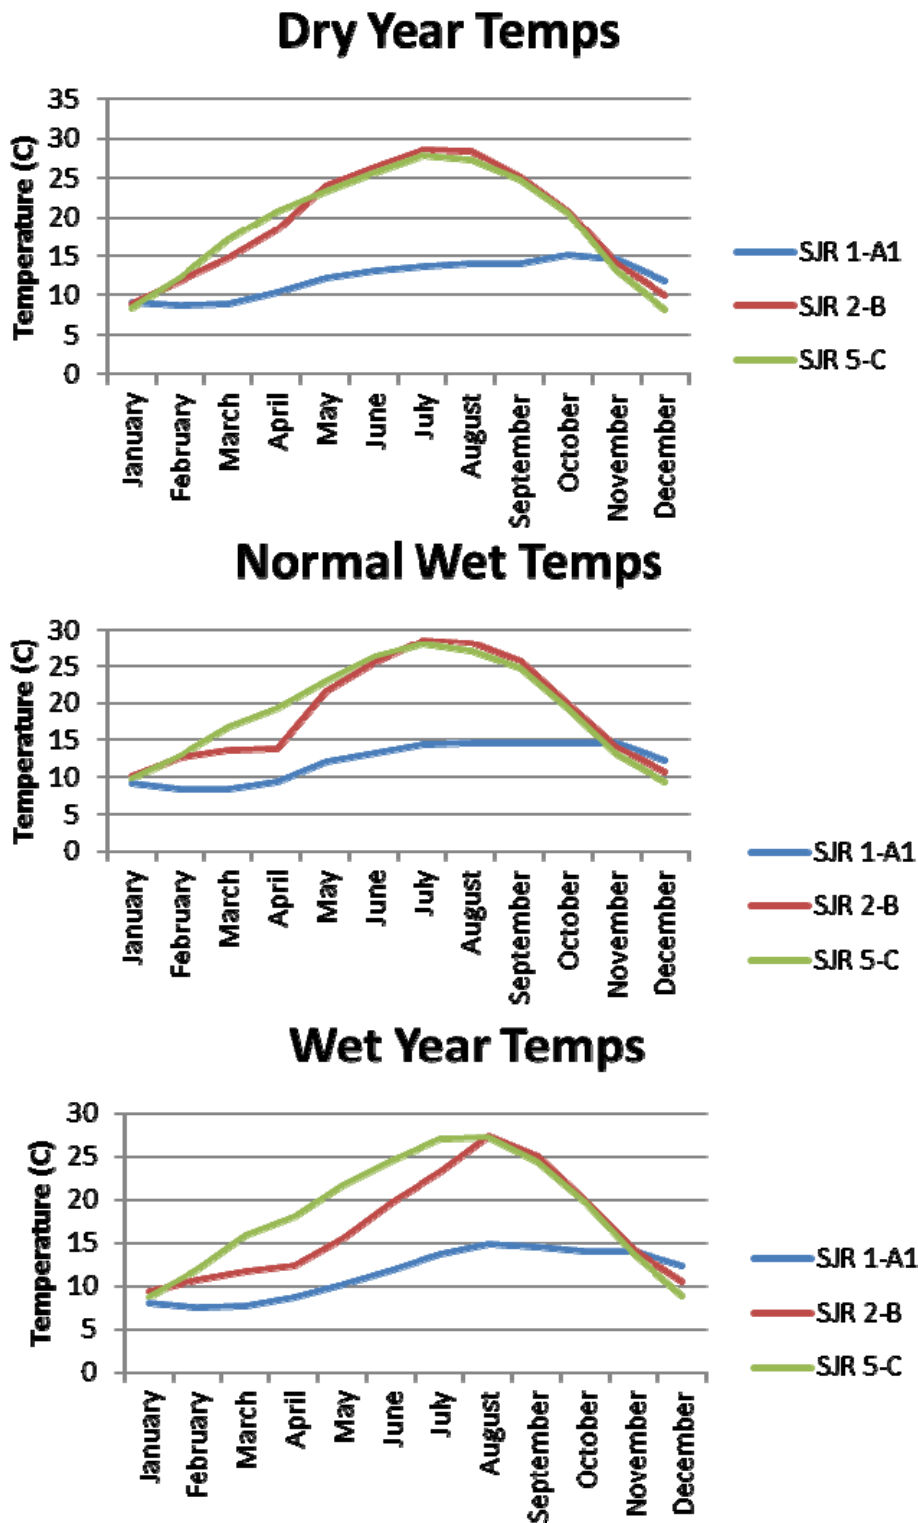 Dry Year Temps
Temperature (C)
35
30
25
20
15
10
5
0
January
February
March
April
May
June
July
August
September
October
November
December
SJR 1-A1
SJR 2-B
SJR 5-C
Normal Wet Temps
Temperature (C)
30
25
20
15
10
5
0
January
February
March
April
May
June
July
August
September
October
November
December
SJR 1-A1
SJR 2-B
SJR 5-C
Wet Year Temps
Temperature (C)
30
25
20
15
10
5
0
January
February
March
April
May
June
July
August
September
October
November
December
SJR 1-A1
SJR 2-B
SJR 5-C